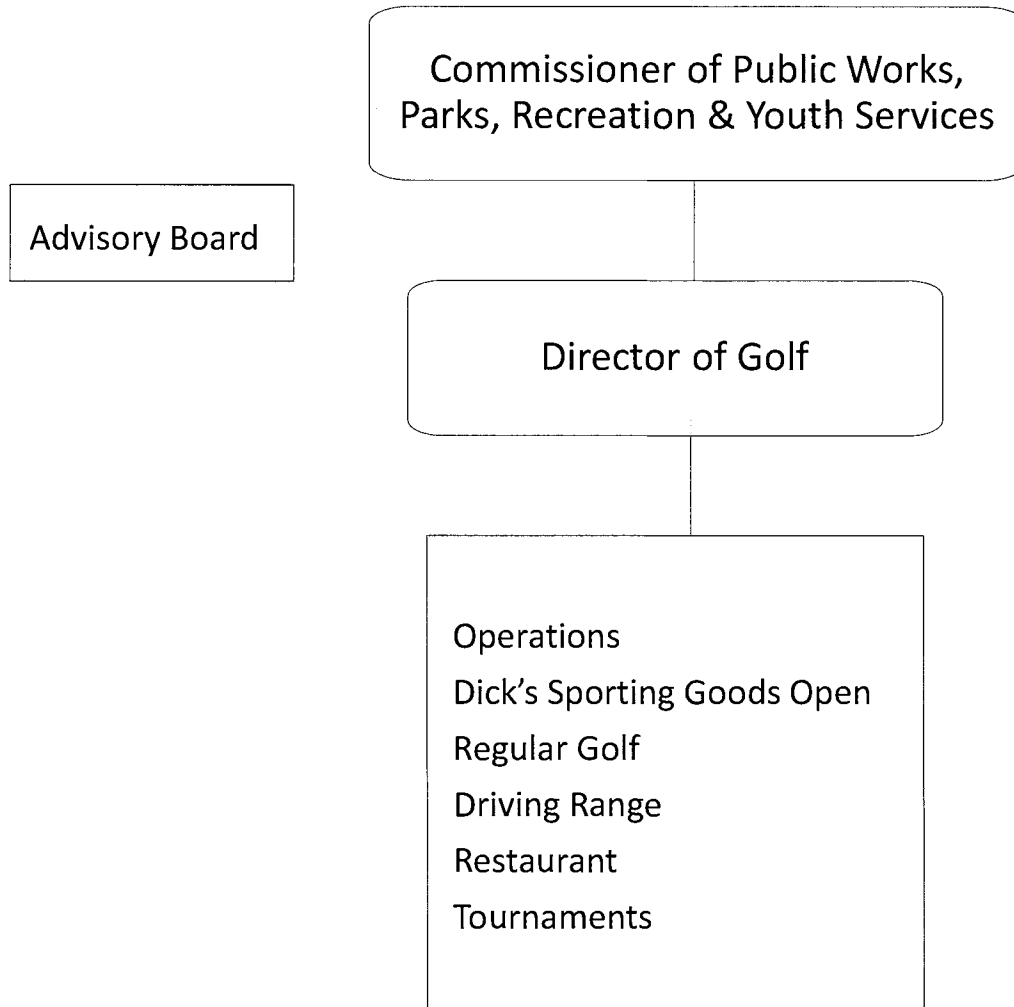 Commissioner of Public Works,
Parks, Recreation & Youth Services
Advisory Board
Director of Golf
Operations
Dick's Sporting Goods Open
Regular Golf
Driving Range
Restaurant
Tournaments